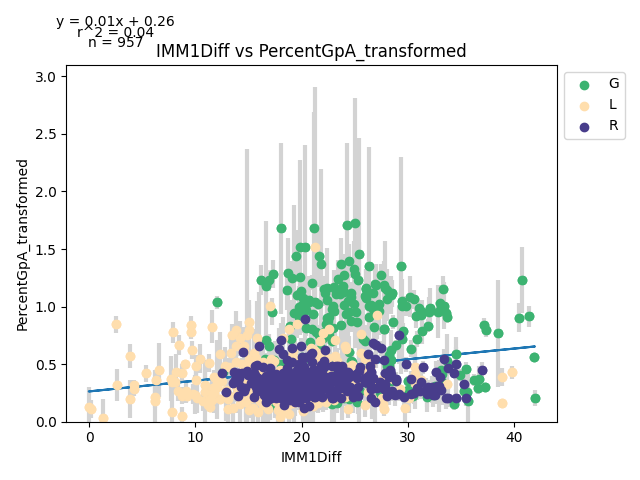 y = 0.01x + 0.26
r^2 = 0.04
n = 957
IMM1Diff vs PercentGpA_transformed
3.0
2.5
2.0
1.5
1.0
0.5
0.0
PercentGpA_transformed
0 10 20 30 40
IMM1Diff
G
L
R